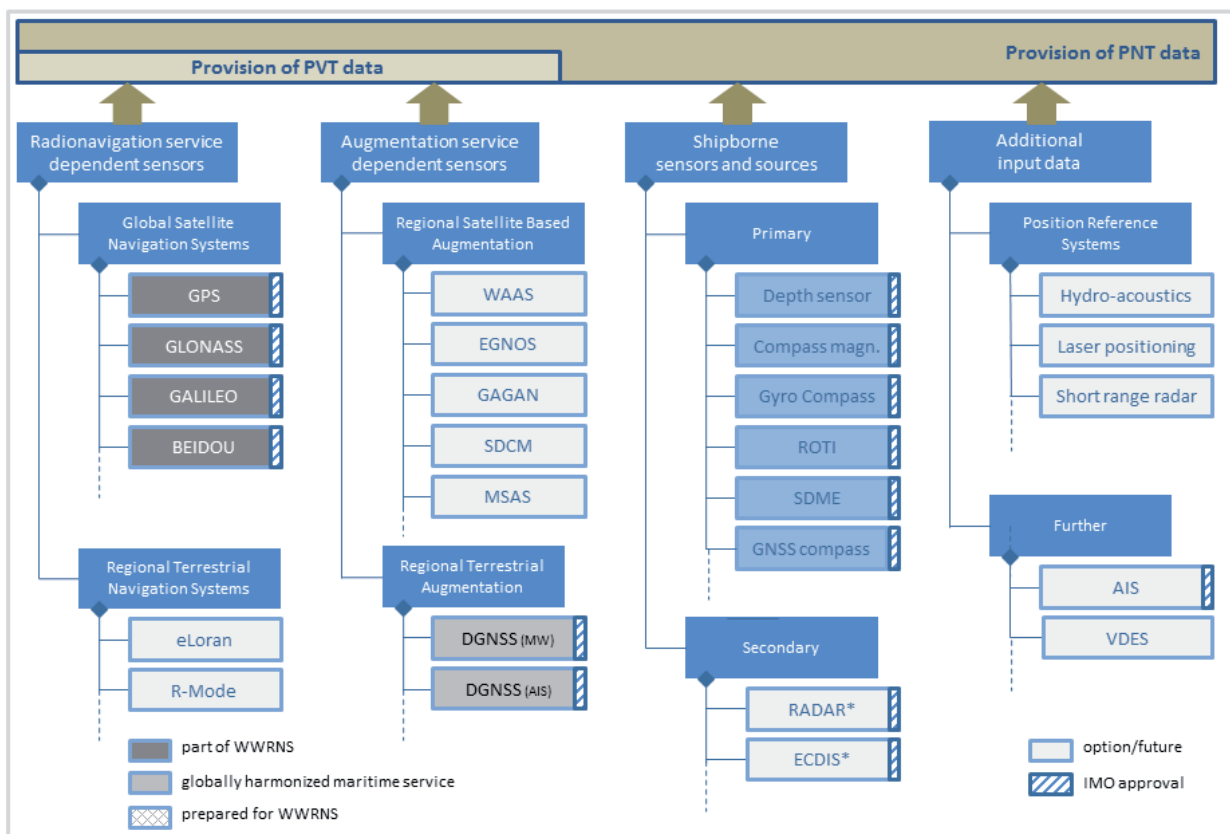 Provision of PNT data
Provision of PVT data
Radionavigation service
dependent sensors
Global Satellite
Navigation Systems
GPS
GLONASS
GALILEO
BEIDOU
Regional Terrestrial
Navigation Systems
eLoran
R-Mode
Augmentation service
dependent sensors
Regional Satellite Based
Augmentation
WAAS
EGNOS
GAGAN
SDCM
MSAS
Regional Terrestrial
Augmentation
DGNSS (MW)
DGNSS (AIS)
Shipborne
sensors and sources
Primary
Depth sensor
Compass magn.
Gyro Compass
ROTI
SDME
GNSS compass
Secondary
RADAR*
ECDIS*
Additional
input data
Position Reference
Systems
Hydro-acoustics
Laser positioning
Short range radar
Further
AIS
VDES
part of WWRNS
globally harmonized maritime service
prepared for WWRNS
option/future
IMO approval